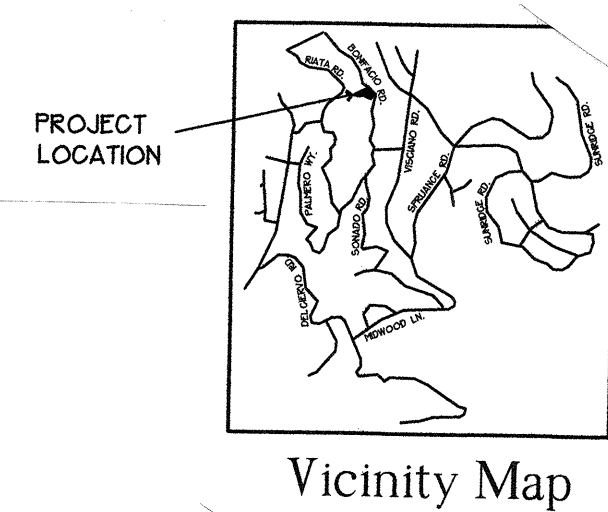 PROJECT
LOCATION
RIATA RD.
BONIFACIO RD.
VISCIANO RD.
SPRUANCE RD.
SUNRIDGE RD.
SUNRIDGE RD.
PALMERO WY.
SONADO RD.
DEL CIERVO RD.
MIDWOOD LN.
Vicinity Map